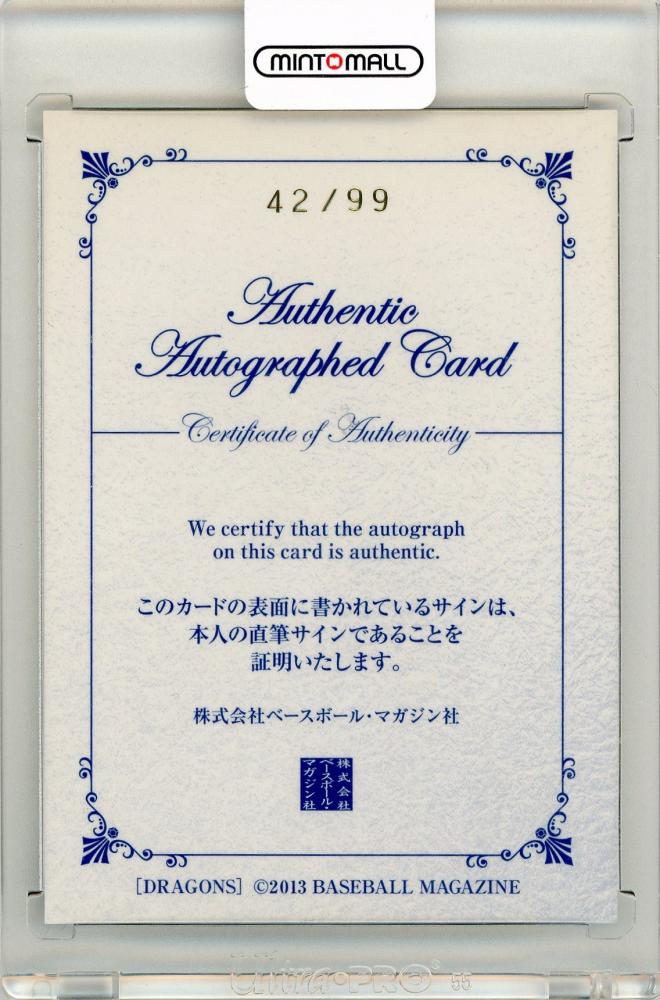 MINTOMALL
42/99
Authentic
Autographed Card
Certificate of Authenticity
We certify that the autograph
on this card is authentic.
このカードの表面に書かれているサインは、
本人の直筆サインであることを
証明いたします。
株式会社ベースボール・マガジン社
株式会社
ベースボール・
マガジン社
[DRAGONS] ©2013 BASEBALL MAGAZINE
Ultra•PRO 55